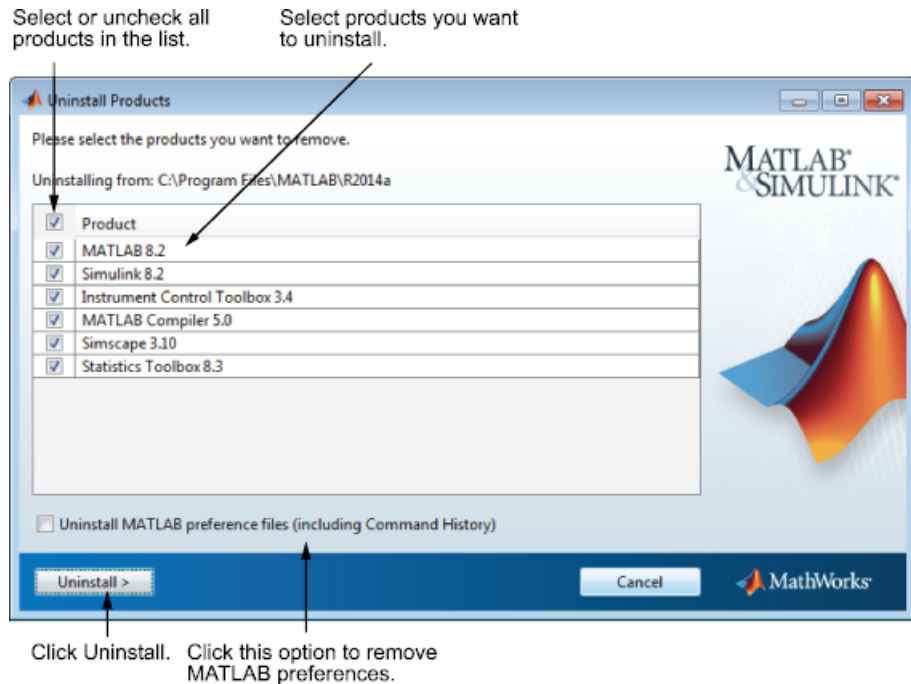 Select or uncheck all
products in the list.
Select products you want
to uninstall.
Uninstall Products
Please select the products you want to remove.
Uninstalling from: C:\Program Files\MATLAB\R2014a
MATLAB®
&SIMULINK®
Product
MATLAB 8.2
Simulink 8.2
Instrument Control Toolbox 3.4
MATLAB Compiler 5.0
Simscape 3.10
Statistics Toolbox 8.3
Uninstall MATLAB preference files (including Command History)
Uninstall >
Cancel
MathWorks®
Click Uninstall.
Click this option to remove
MATLAB preferences.